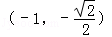 (-1, -√2/2)